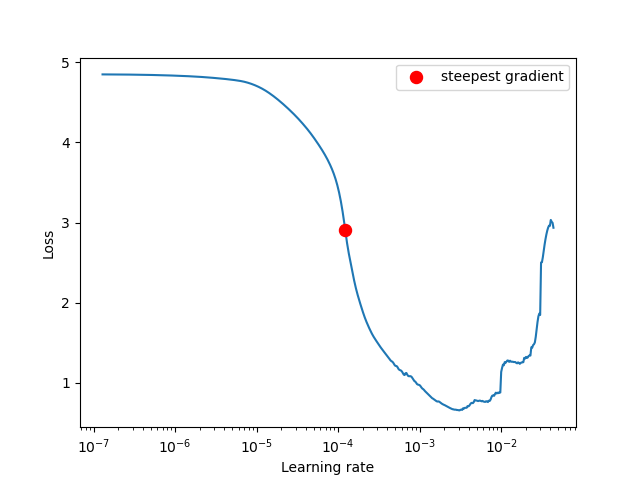 steepest gradient
5
4
3
2
1
Loss
10⁻⁷ 10⁻⁶ 10⁻⁵ 10⁻⁴ 10⁻³ 10⁻²
Learning rate